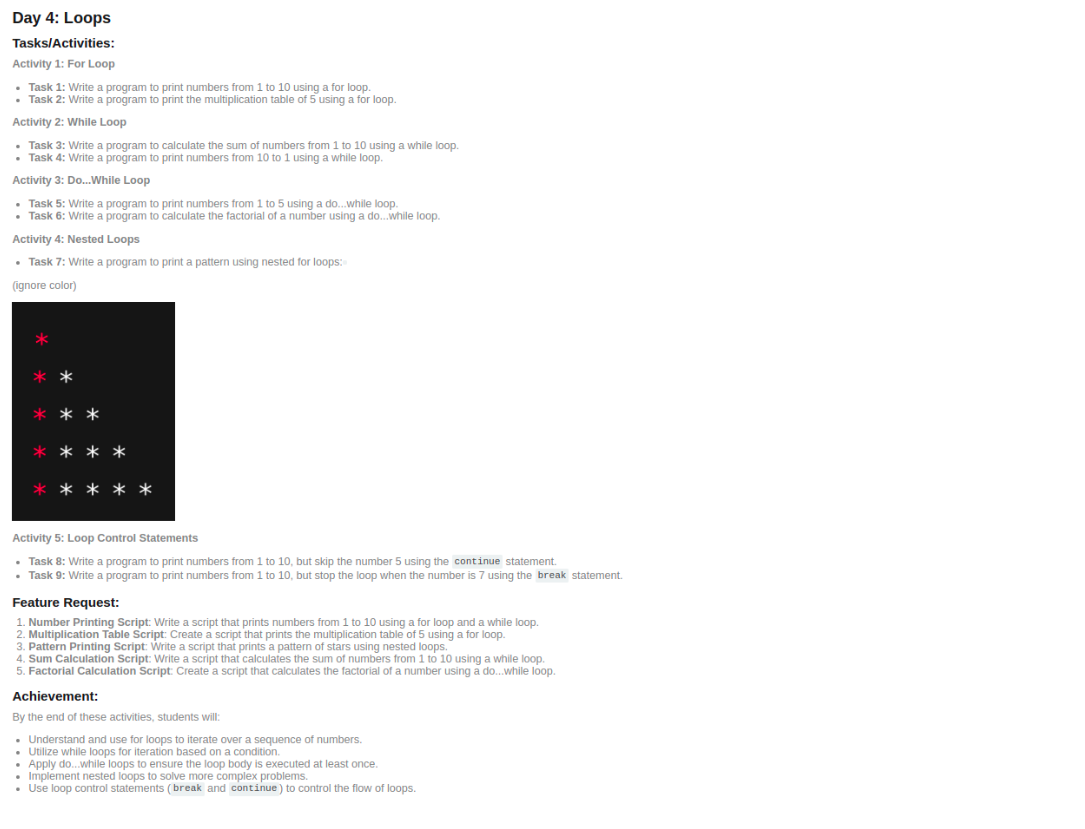 Day 4: Loops
Tasks/Activities:
Activity 1: For Loop
Task 1: Write a program to print numbers from 1 to 10 using a for loop.
Task 2: Write a program to print the multiplication table of 5 using a for loop.
Activity 2: While Loop
Task 3: Write a program to calculate the sum of numbers from 1 to 10 using a while loop.
Task 4: Write a program to print numbers from 10 to 1 using a while loop.
Activity 3: Do...While Loop
Task 5: Write a program to print numbers from 1 to 5 using a do...while loop.
Task 6: Write a program to calculate the factorial of a number using a do...while loop.
Activity 4: Nested Loops
Task 7: Write a program to print a pattern using nested for loops:
(ignore color)
*
* *
* * *
* * * *
* * * * *
Activity 5: Loop Control Statements
Task 8: Write a program to print numbers from 1 to 10, but skip the number 5 using the continue statement.
Task 9: Write a program to print numbers from 1 to 10, but stop the loop when the number is 7 using the break statement.
Feature Request:
1. Number Printing Script: Write a script that prints numbers from 1 to 10 using a for loop and a while loop.
2. Multiplication Table Script: Create a script that prints the multiplication table of 5 using a for loop.
3. Pattern Printing Script: Write a script that prints a pattern of stars using nested loops.
4. Sum Calculation Script: Write a script that calculates the sum of numbers from 1 to 10 using a while loop.
5. Factorial Calculation Script: Create a script that calculates the factorial of a number using a do...while loop.
Achievement:
By the end of these activities, students will:
Understand and use for loops to iterate over a sequence of numbers.
Utilize while loops for iteration based on a condition.
Apply do...while loops to ensure the loop body is executed at least once.
Implement nested loops to solve more complex problems.
Use loop control statements (break and continue) to control the flow of loops.